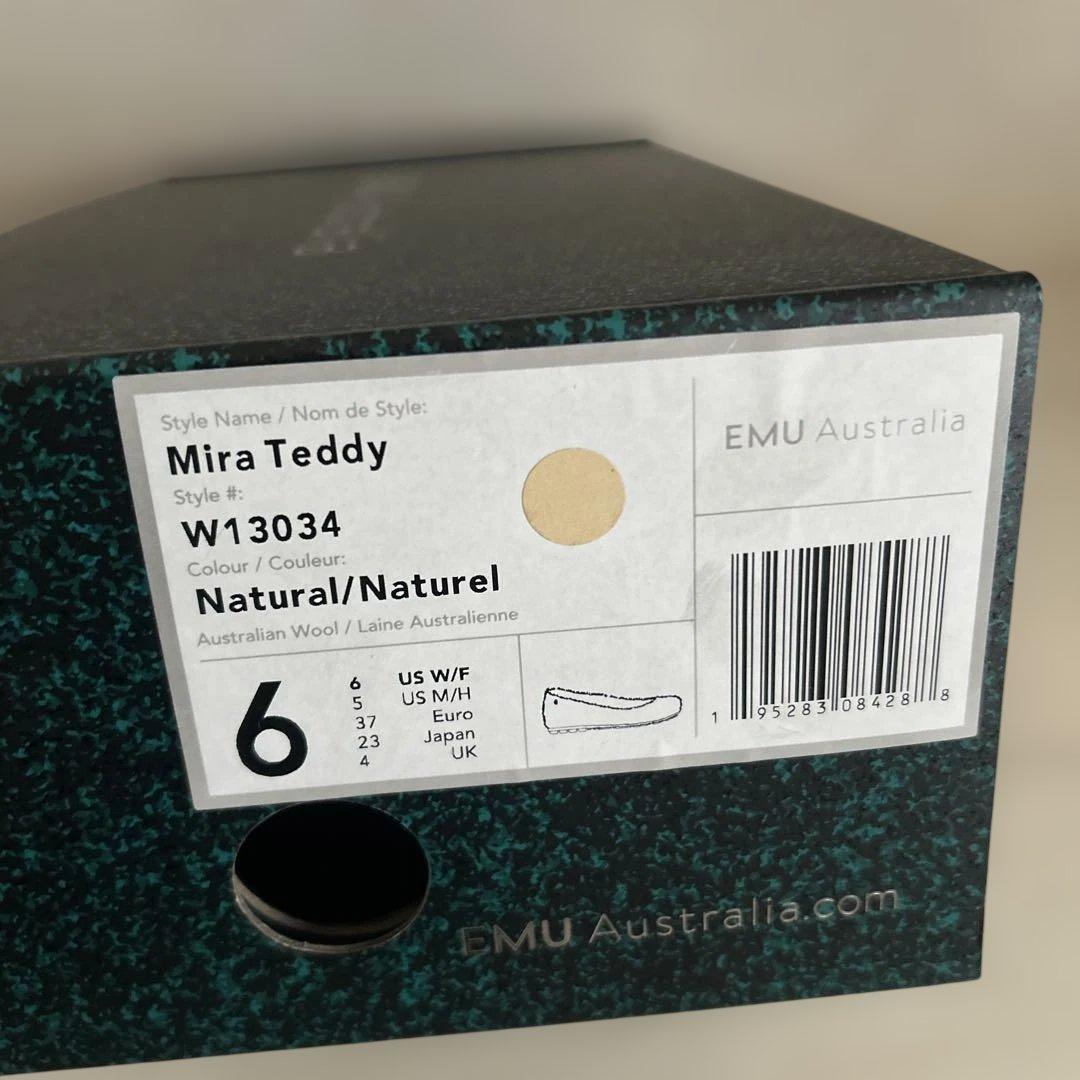 Style Name / Nom de Style:
Mira Teddy
Style #:
W13034
Colour / Couleur:
Natural/Naturel
Australian Wool / Laine Australienne
6
6 US W/F
5 US M/H
37 Euro
23 Japan
4 UK
EMU Australia
1 95283 08428 8
EMU Australia.com